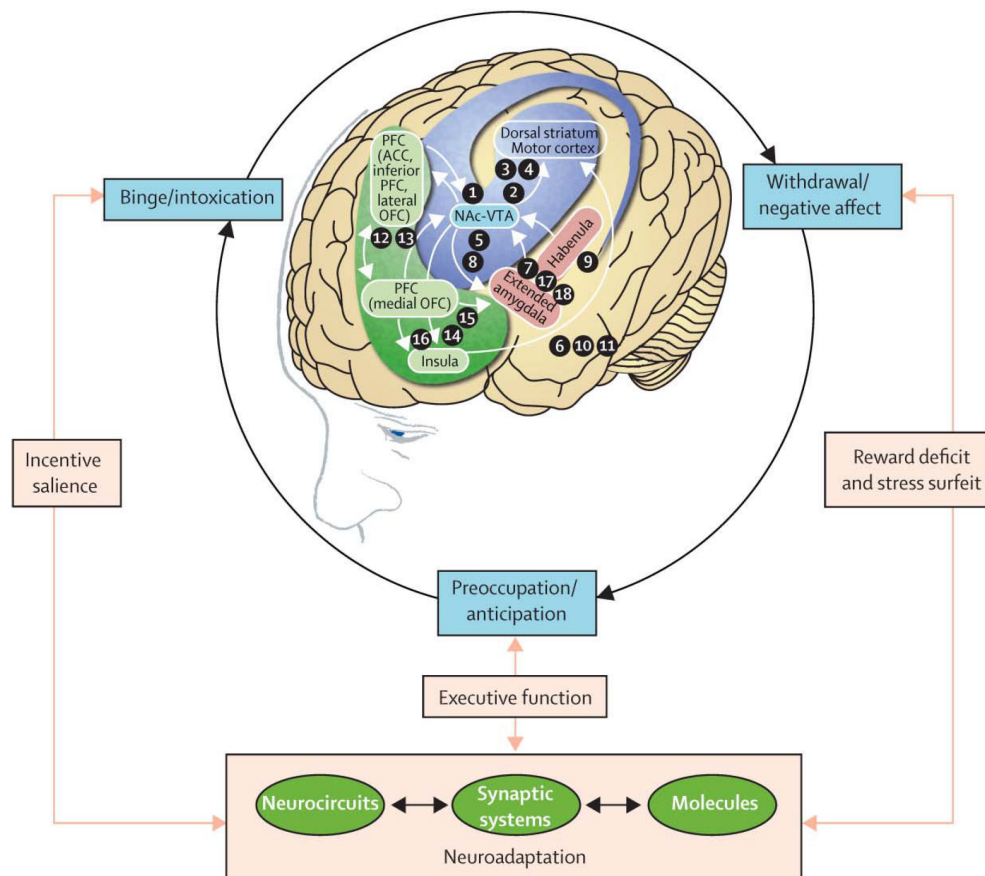 PFC
(ACC,
inferior
PFC,
lateral
OFC)
Dorsal striatum
Motor cortex
3 4
1 2
NAc-VTA
5
8
12 13
Habenula
7
17
18
9
Extended
amygdala
PFC
(medial OFC)
15
16 14
Insula
6 10 11
Binge/intoxication
Withdrawal/
negative affect
Incentive
salience
Reward deficit
and stress surfeit
Preoccupation/
anticipation
Executive function
Neurocircuits
Synaptic
systems
Molecules
Neuroadaptation